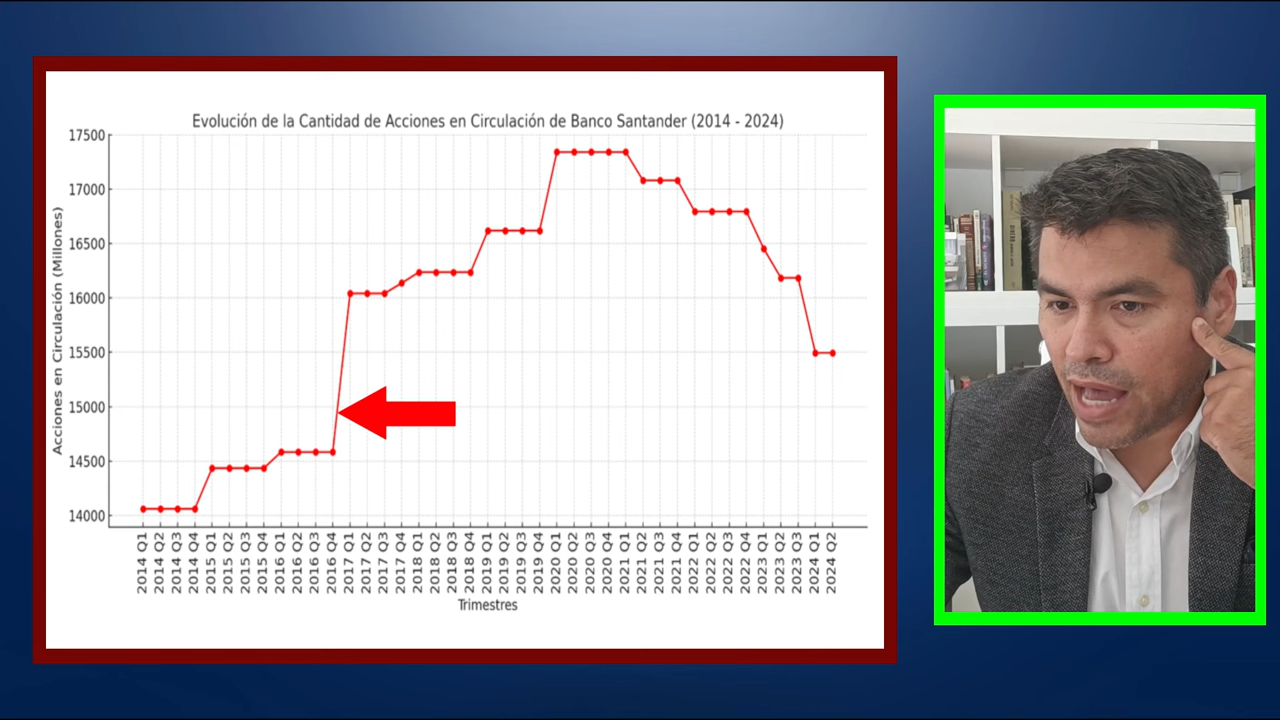 Evolución de la Cantidad de Acciones en Circulación de Banco Santander (2014 - 2024)
Acciones en Circulación (Millones)
17500
17000
16500
16000
15500
15000
14500
14000
2014 Q1
2014 Q2
2014 Q3
2014 Q4
2015 Q1
2015 Q2
2015 Q3
2015 Q4
2016 Q1
2016 Q2
2016 Q3
2016 Q4
2017 Q1
2017 Q2
2017 Q3
2017 Q4
2018 Q1
2018 Q2
2018 Q3
2018 Q4
2019 Q1
2019 Q2
2019 Q3
2019 Q4
2020 Q1
2020 Q2
2020 Q3
2020 Q4
2021 Q1
2021 Q2
2021 Q3
2021 Q4
2022 Q1
2022 Q2
2022 Q3
2022 Q4
2023 Q1
2023 Q2
2023 Q3
2024 Q1
2024 Q2
Trimestres